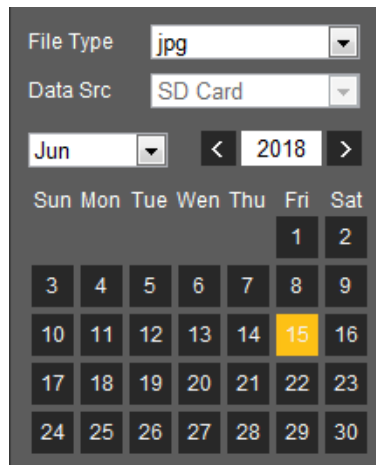 File Type jpg
Data Src SD Card
Jun < 2018 >
Sun Mon Tue Wen Thu Fri Sat
1 2
3 4 5 6 7 8 9
10 11 12 13 14 15 16
17 18 19 20 21 22 23
24 25 26 27 28 29 30